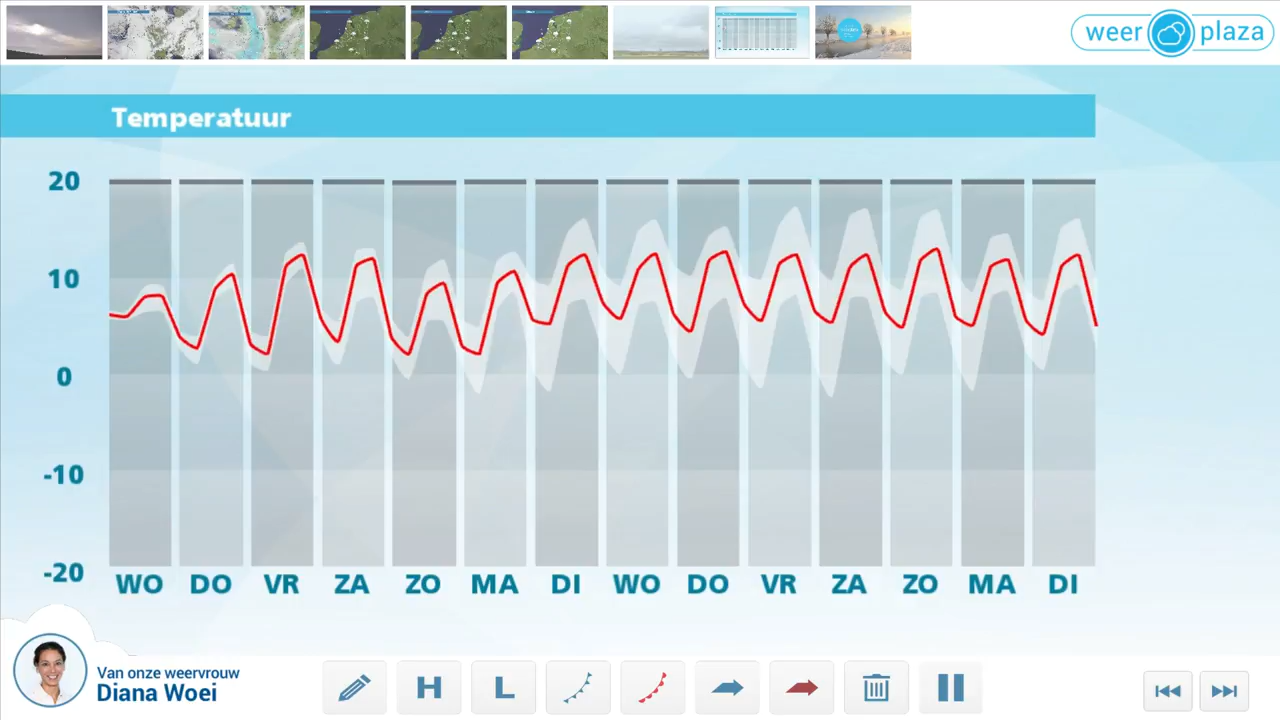 weer plaza
Temperatuur
20
10
0
-10
-20
WO DO VR ZA ZO MA DI WO DO VR ZA ZO MA DI
Van onze weervrouw
Diana Woei
H L